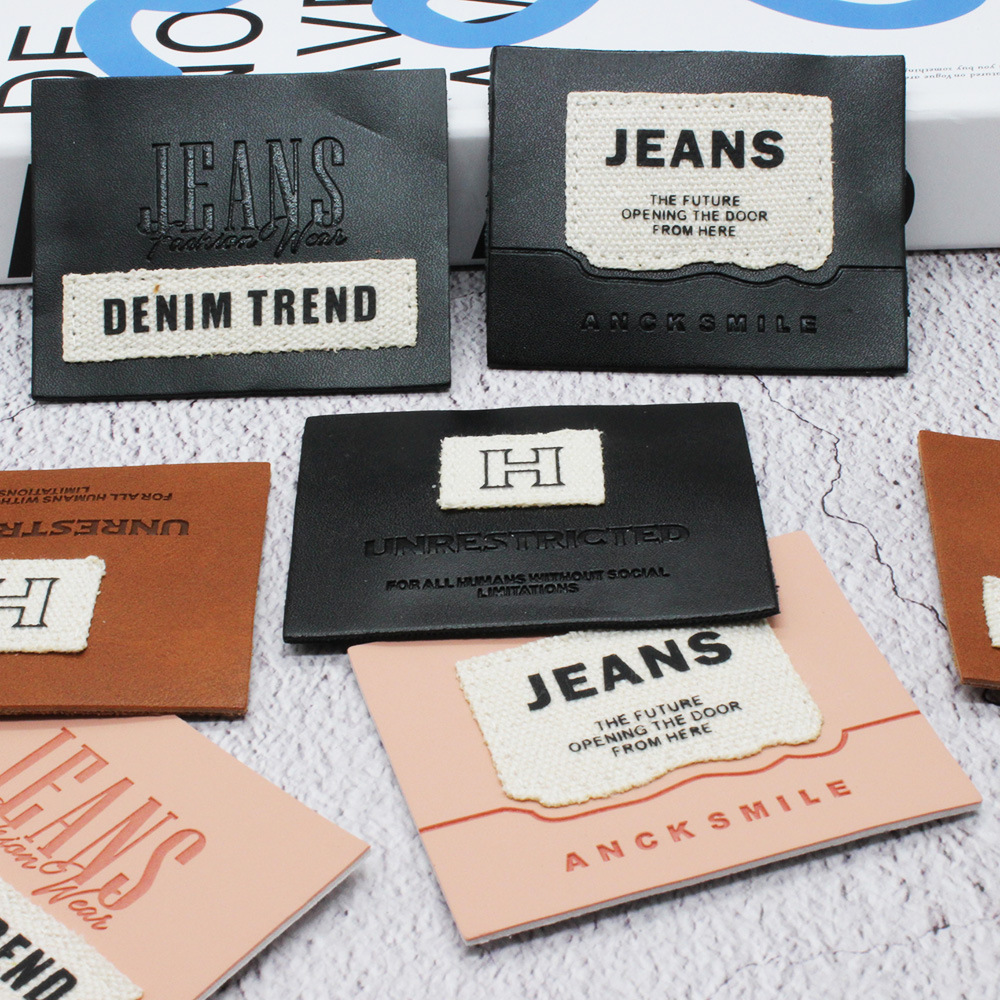 JEANS
Fashion Wear
DENIM TREND
JEANS
THE FUTURE
OPENING THE DOOR
FROM HERE
ANCKSMILE
H
UNRESTRICTED
FOR ALL HUMANS WITHOUT SOCIAL
LIMITATIONS
FOR ALL HUMANS WITH
LIMITATIONS
UNRESTR
H
JEANS
THE FUTURE
OPENING THE DOOR
FROM HERE
ANCKSMILE
JEANS
shion Wear
REND